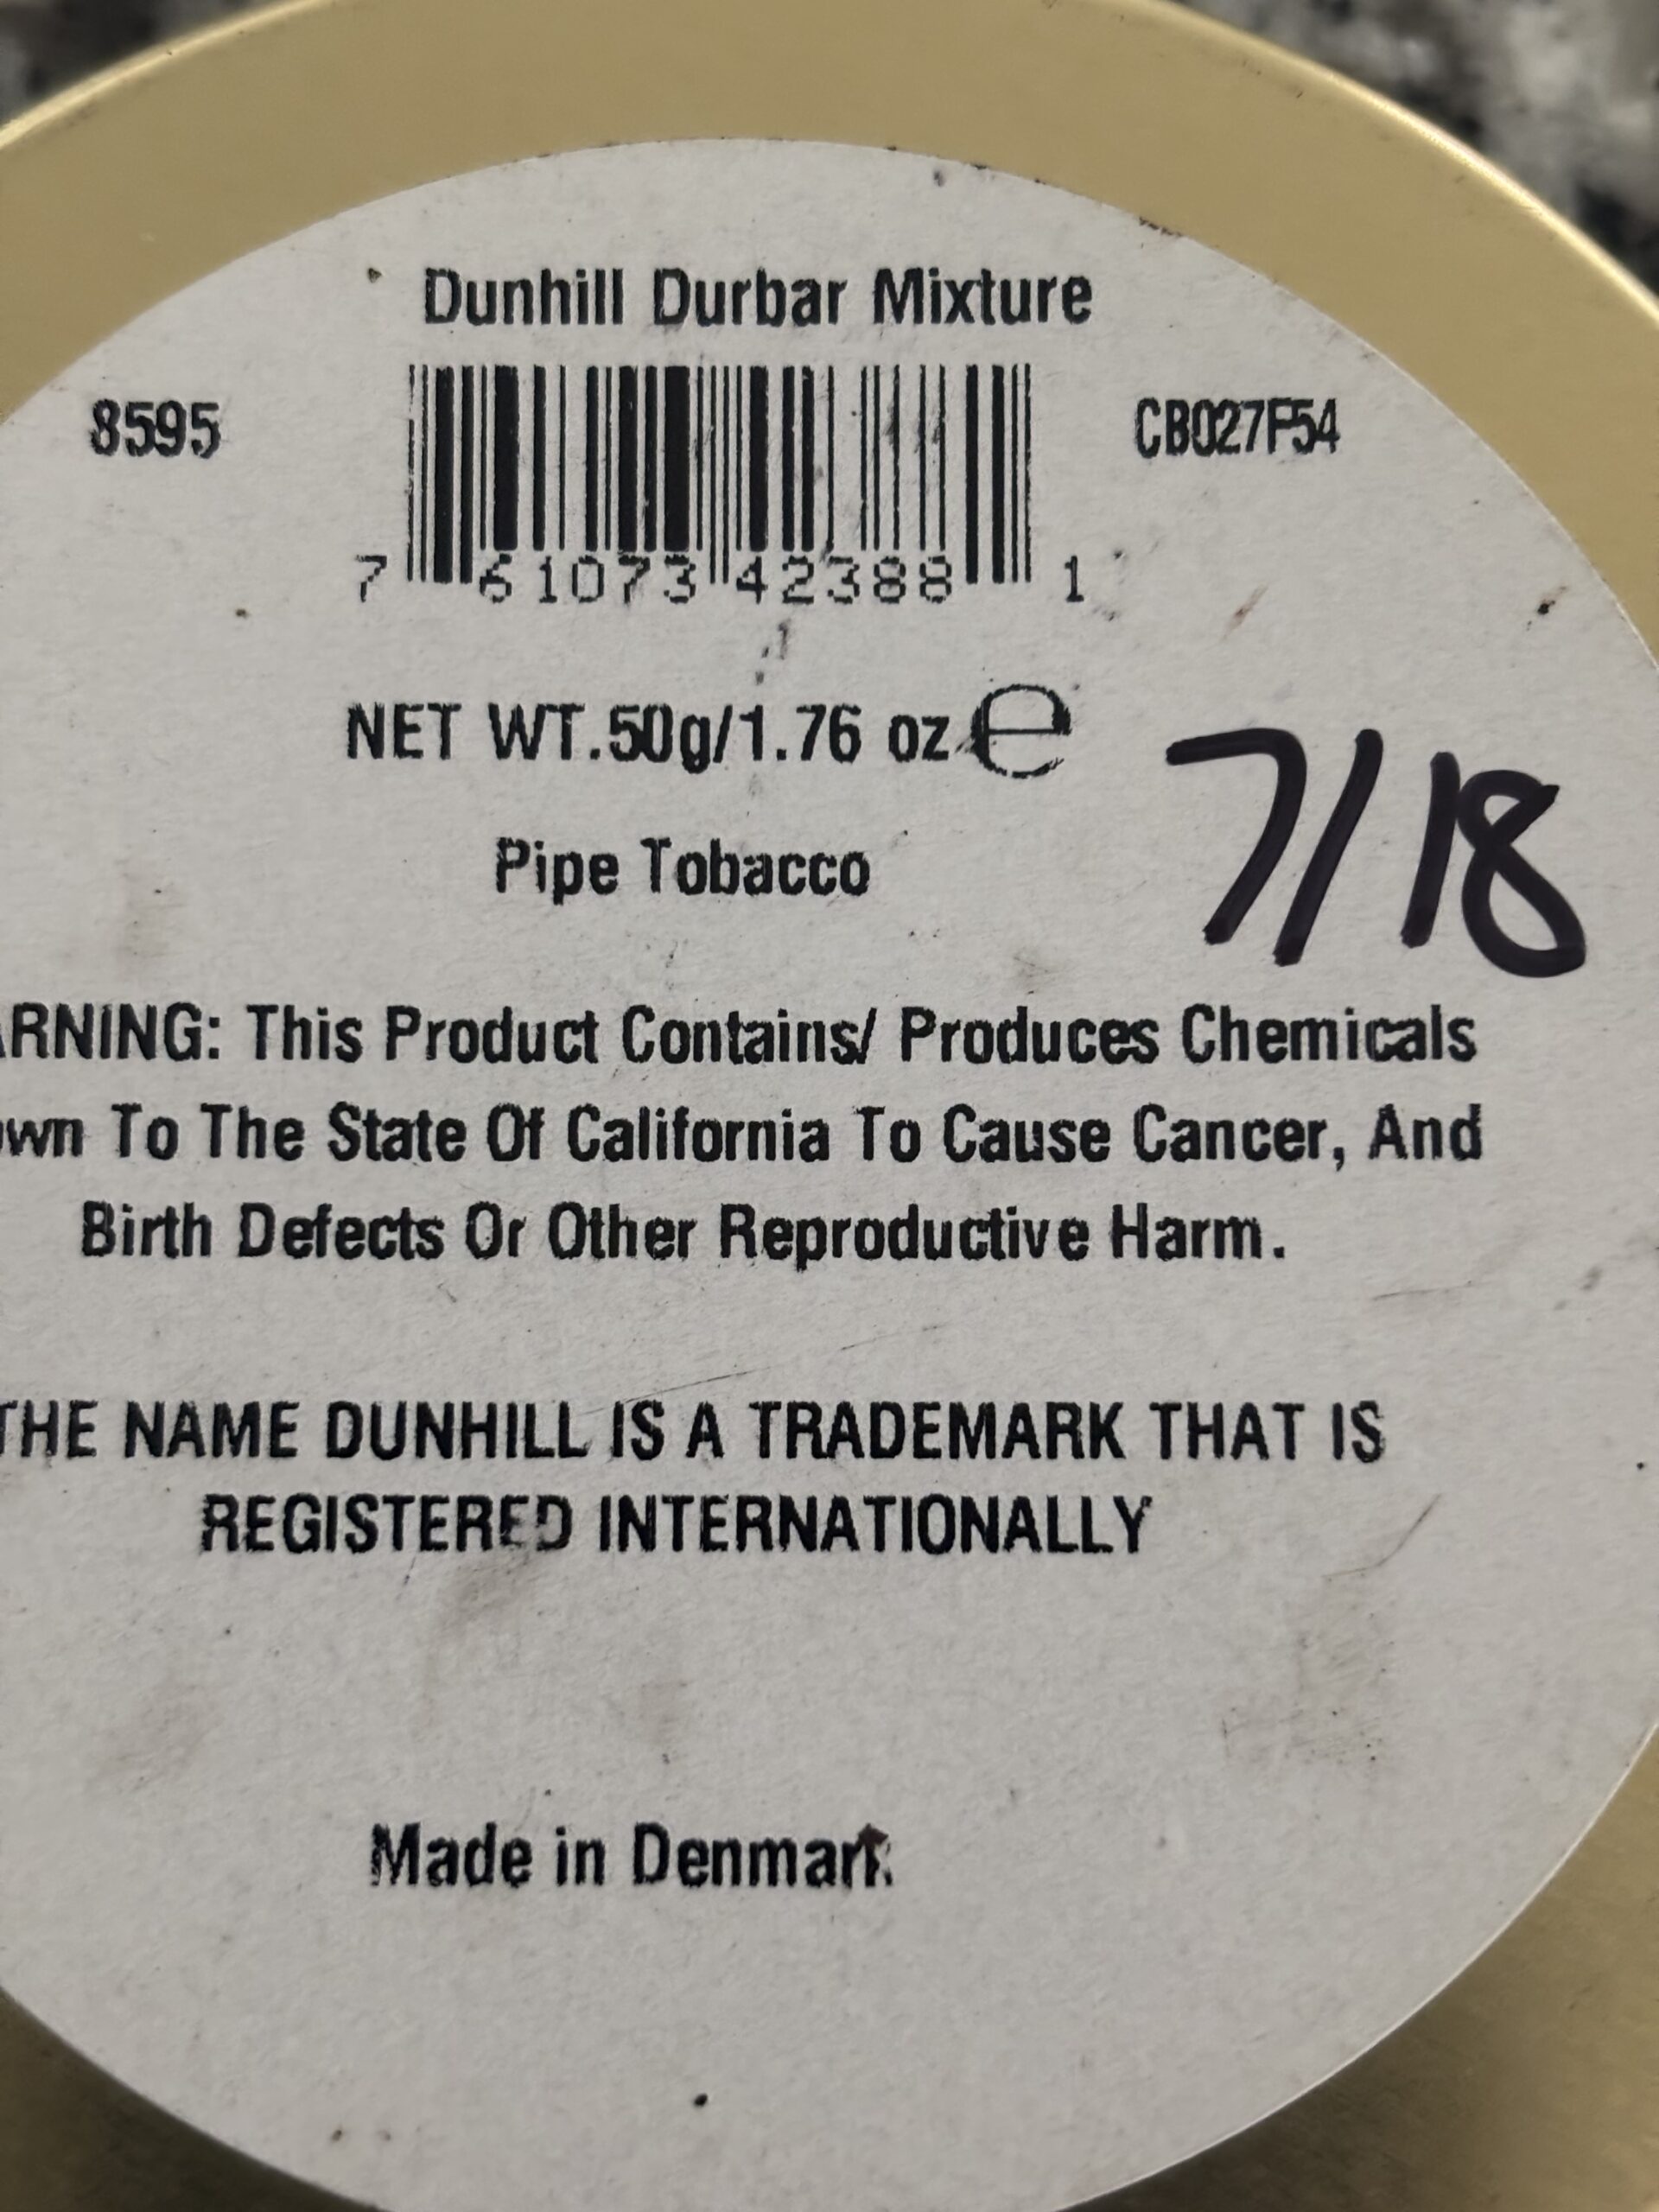 Dunhill Durbar Mixture
8595
CB027F54
7 61073 42388 1
NET WT.50g/1.76 oz e
7/18
Pipe Tobacco
ARNING: This Product Contains/ Produces Chemicals
own To The State Of California To Cause Cancer, And
Birth Defects Or Other Reproductive Harm.
THE NAME DUNHILL IS A TRADEMARK THAT IS
REGISTERED INTERNATIONALLY
Made in Denmark